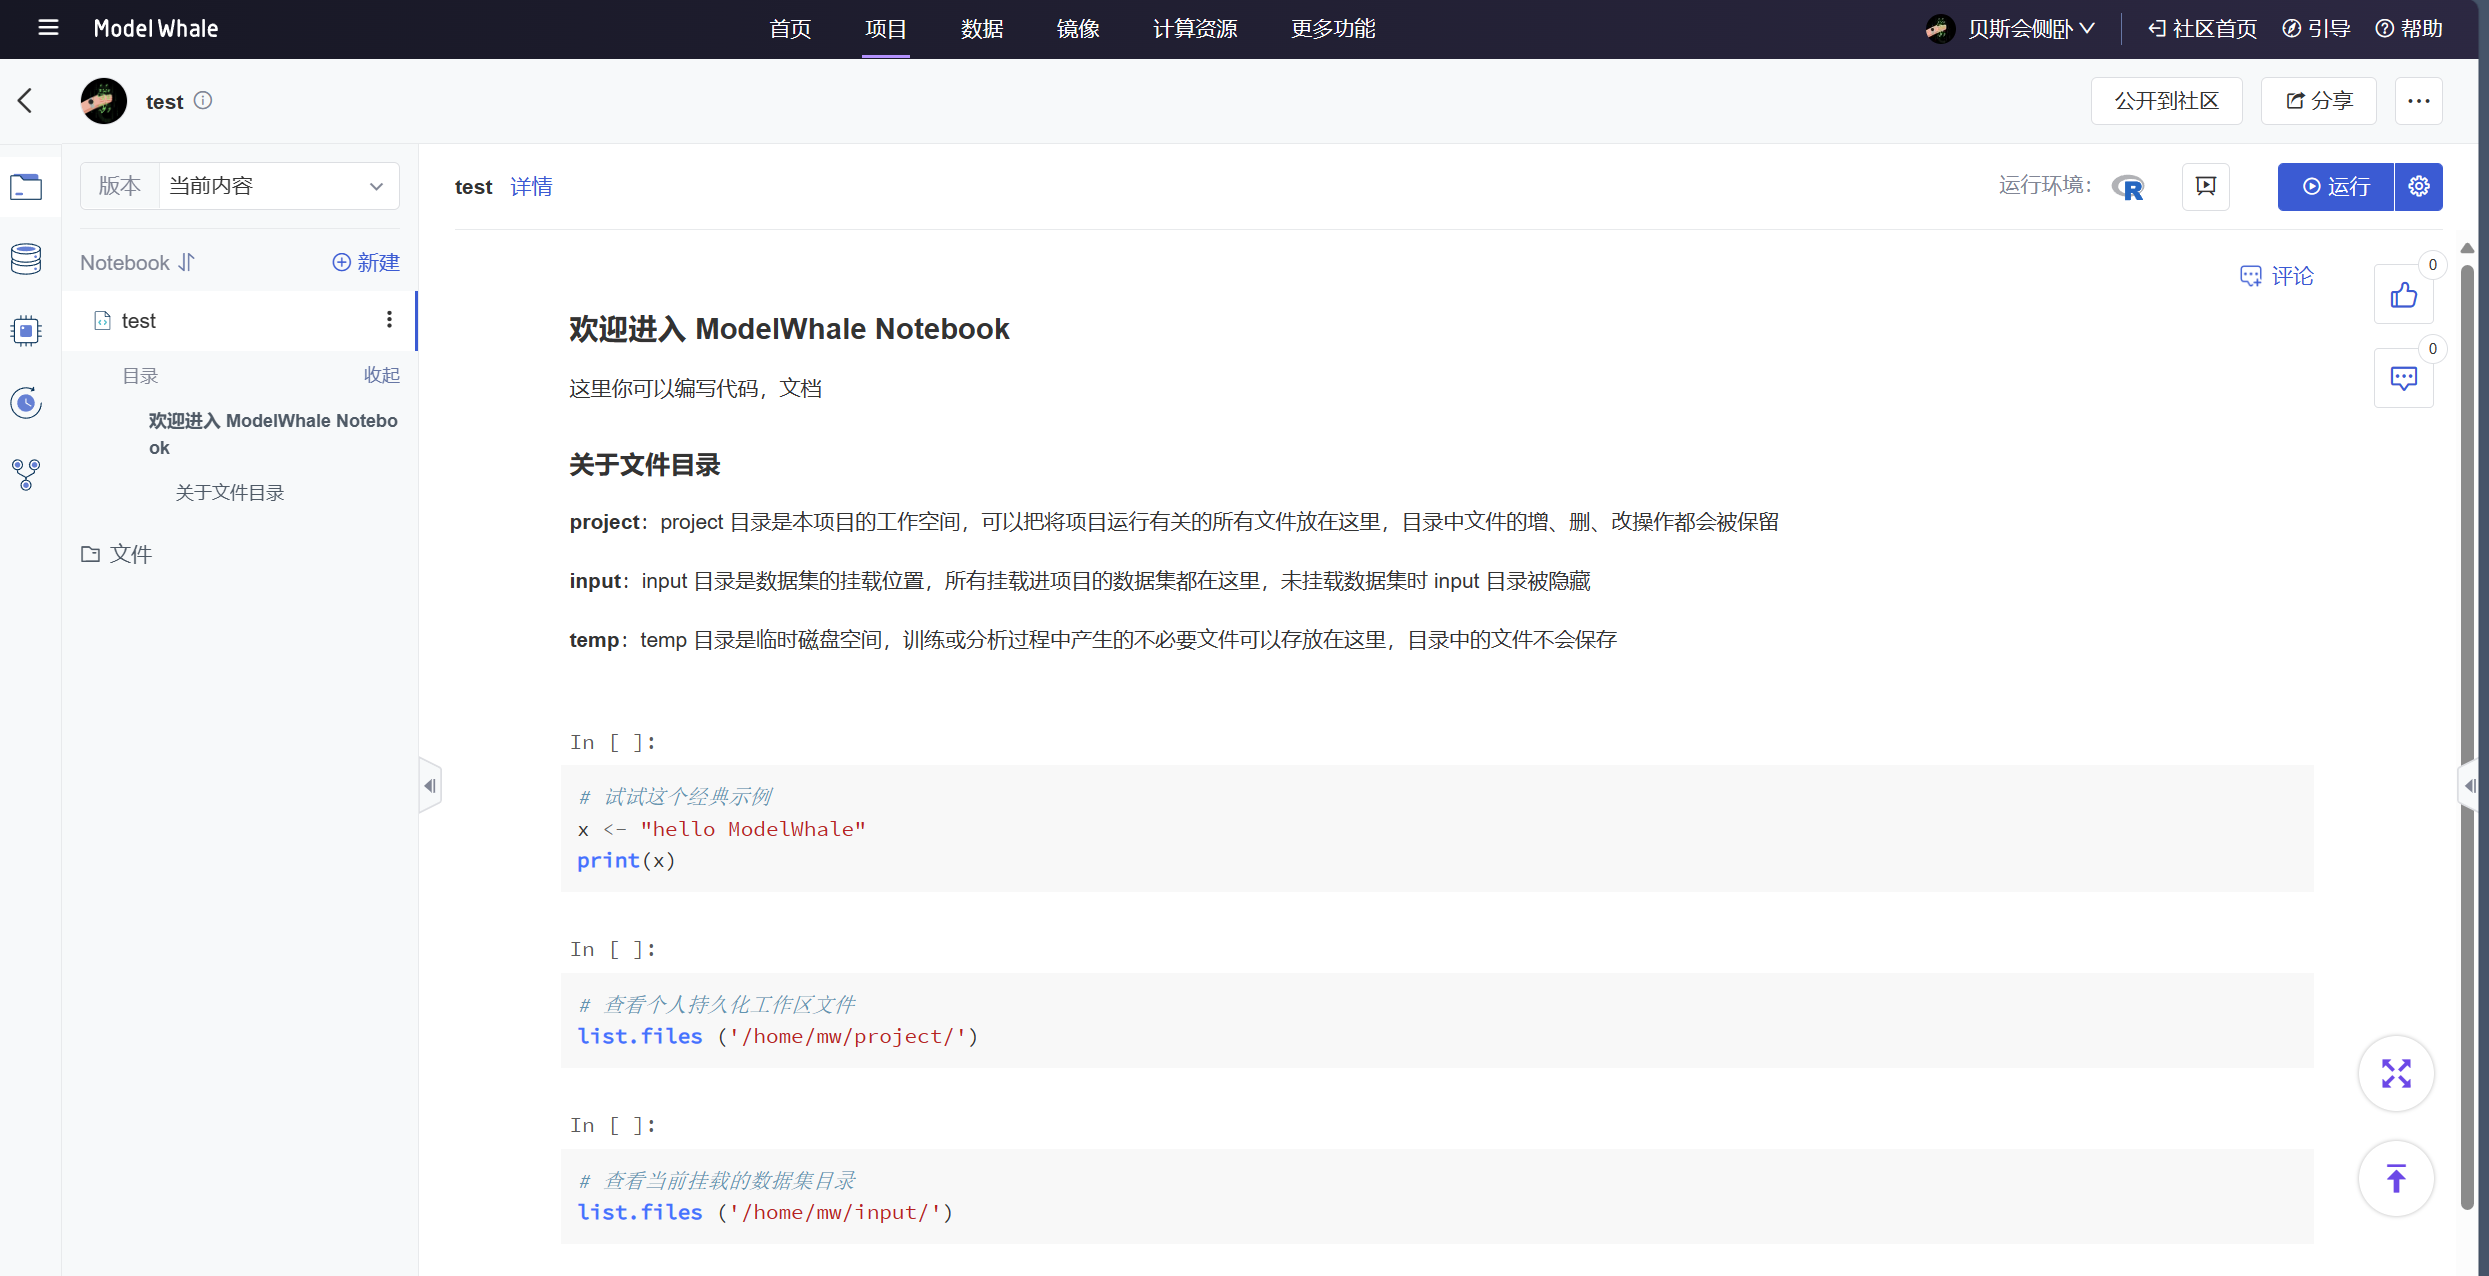 ModelWhale
首页
项目
数据
镜像
计算资源
更多功能
贝斯会侧卧
社区首页
引导
帮助
test
公开到社区
分享
版本
当前内容
test 详情
运行环境：
运行
Notebook
新建
test
目录
收起
欢迎进入 ModelWhale Notebo
ok
关于文件目录
文件
评论
0
0
欢迎进入 ModelWhale Notebook
这里你可以编写代码，文档
关于文件目录
project：project 目录是本项目的工作空间，可以把将项目运行有关的所有文件放在这里，目录中文件的增、删、改操作都会被保留
input：input 目录是数据集的挂载位置，所有挂载进项目的数据集都在这里，未挂载数据集时 input 目录被隐藏
temp：temp 目录是临时磁盘空间，训练或分析过程中产生的不必要文件可以存放在这里，目录中的文件不会保存
In [ ]:
# 试试这个经典示例
x <- "hello ModelWhale"
print(x)
In [ ]:
# 查看个人持久化工作区文件
list.files ('/home/mw/project/')
In [ ]:
# 查看当前挂载的数据集目录
list.files ('/home/mw/input/')